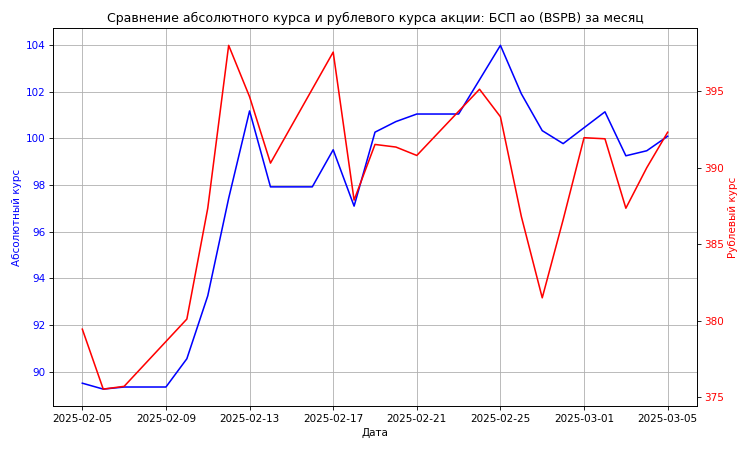 Сравнение абсолютного курса и рублевого курса акции: БСП ао (BSPB) за месяц
104
102
100
98
96
94
92
90
Абсолютный курс
395
390
385
380
375
Рублевый курс
2025-02-05 2025-02-09 2025-02-13 2025-02-17 2025-02-21 2025-02-25 2025-03-01 2025-03-05
Дата